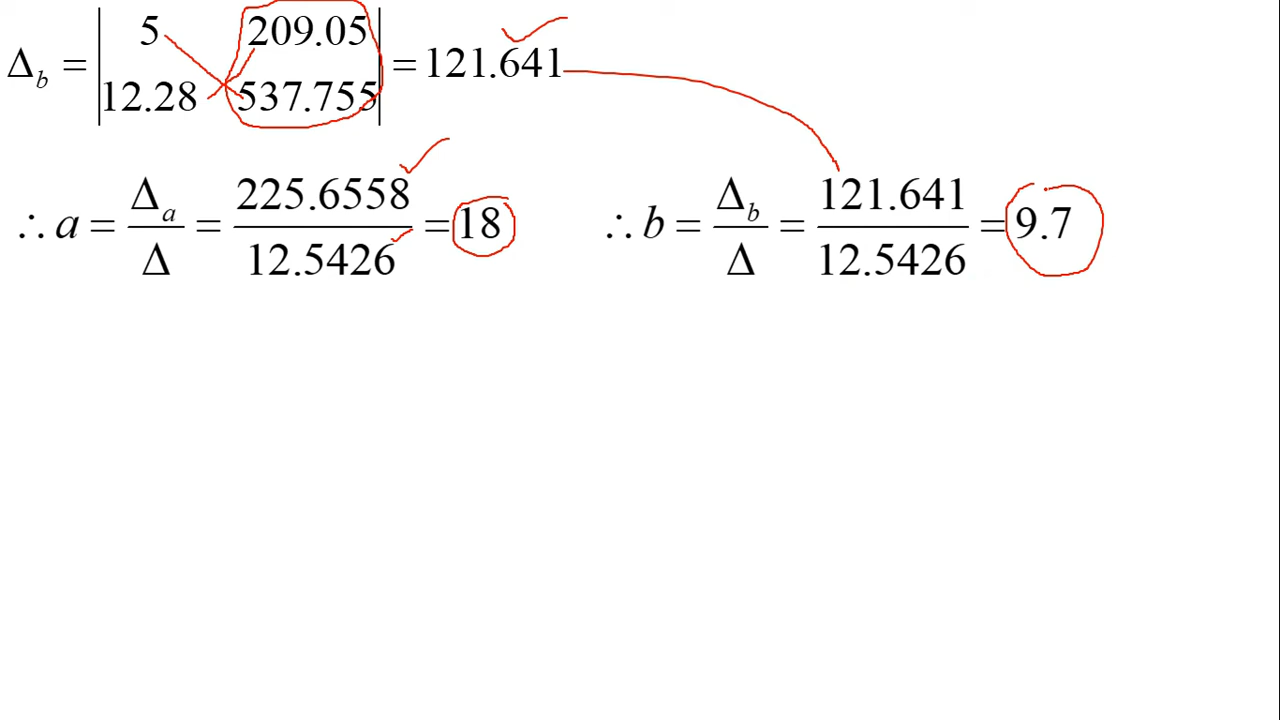 Δ_b = | 5 209.05 | = 121.641
| 12.28 537.755 |
∴ a = Δ_a / Δ = 225.6558 / 12.5426 = 18
∴ b = Δ_b / Δ = 121.641 / 12.5426 = 9.7